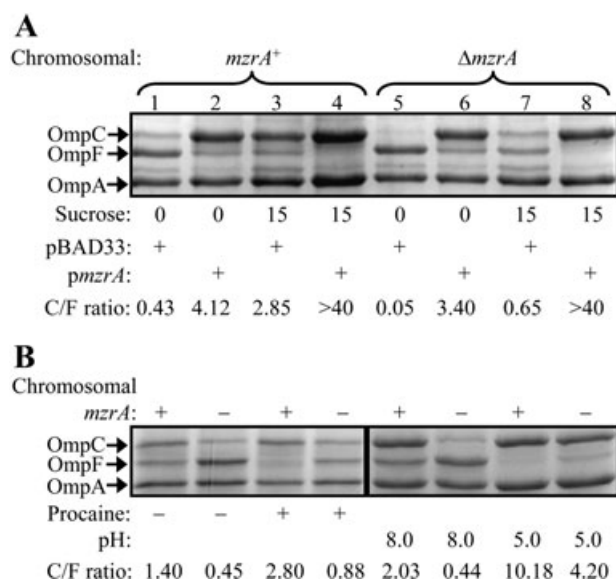 A
Chromosomal: mzrA+ ΔmzrA
1 2 3 4 5 6 7 8
OmpC
OmpF
OmpA
Sucrose: 0 0 15 15 0 0 15 15
pBAD33: + + + +
pmzrA: + + + +
C/F ratio: 0.43 4.12 2.85 >40 0.05 3.40 0.65 >40
B
Chromosomal
mzrA: + – + – + – + –
OmpC
OmpF
OmpA
Procaine: – – + +
pH: 8.0 8.0 5.0 5.0
C/F ratio: 1.40 0.45 2.80 0.88 2.03 0.44 10.18 4.20